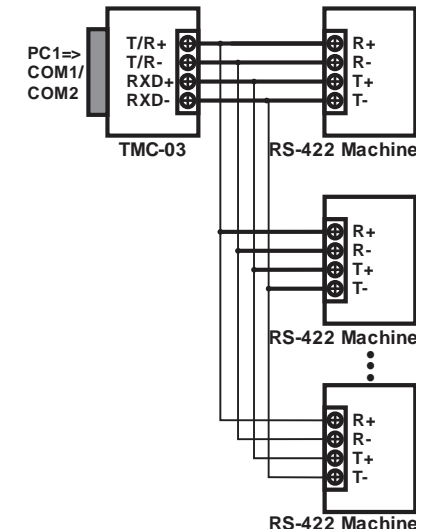 PC1=>
COM1/
COM2
T/R+
T/R-
RXD+
RXD-
TMC-03
R+
R-
T+
T-
RS-422 Machine
R+
R-
T+
T-
RS-422 Machine
R+
R-
T+
T-
RS-422 Machine